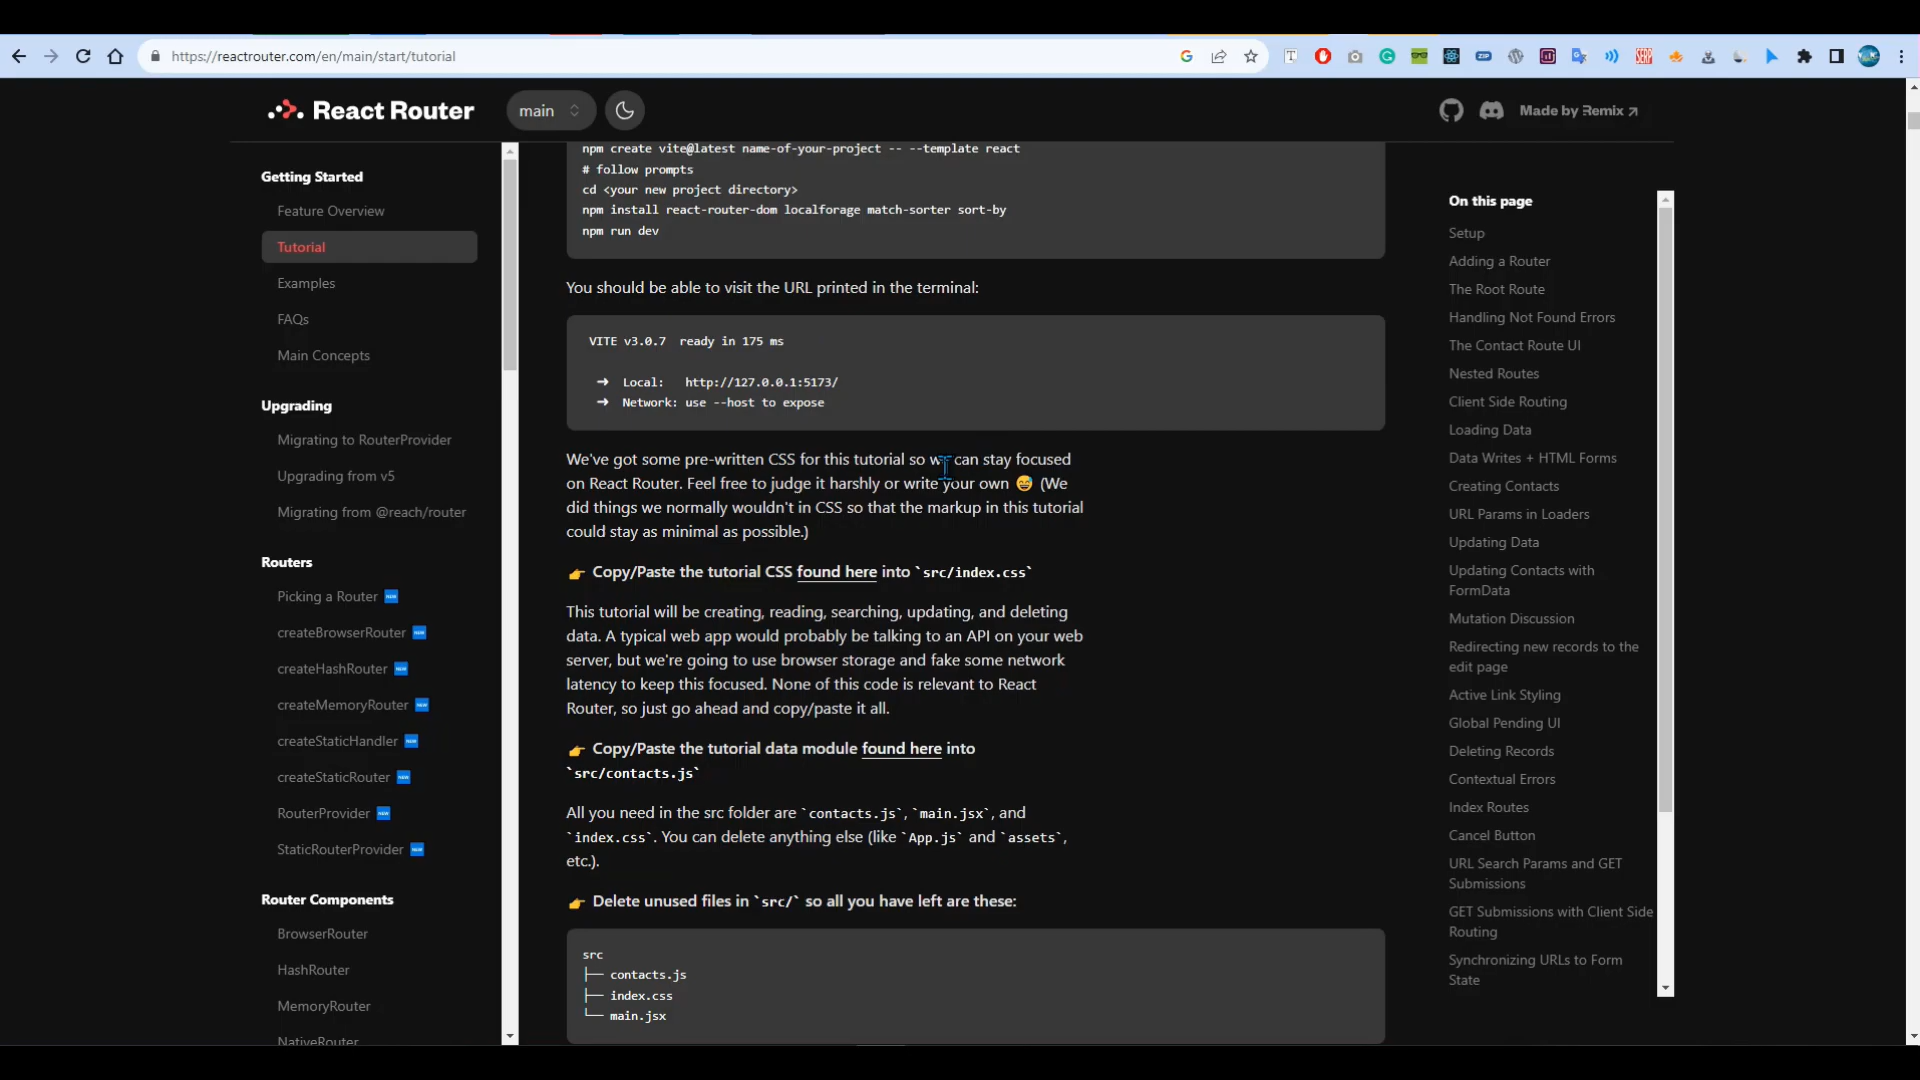 https://reactrouter.com/en/main/start/tutorial
React Router
main
Made by Remix ↗
Getting Started
Feature Overview
Tutorial
Examples
FAQs
Main Concepts
Upgrading
Migrating to RouterProvider
Upgrading from v5
Migrating from @reach/router
Routers
Picking a Router NEW
createBrowserRouter NEW
createHashRouter NEW
createMemoryRouter NEW
createStaticHandler NEW
createStaticRouter NEW
RouterProvider NEW
StaticRouterProvider NEW
Router Components
BrowserRouter
HashRouter
MemoryRouter
NativeRouter
npm create vite@latest name-of-your-project -- --template react
# follow prompts
cd <your new project directory>
npm install react-router-dom localforage match-sorter sort-by
npm run dev
You should be able to visit the URL printed in the terminal:
VITE v3.0.7  ready in 175 ms
➜  Local:   http://127.0.0.1:5173/
➜  Network: use --host to expose
We've got some pre-written CSS for this tutorial so we can stay focused
on React Router. Feel free to judge it harshly or write your own 😅 (We
did things we normally wouldn't in CSS so that the markup in this tutorial
could stay as minimal as possible.)
👉 Copy/Paste the tutorial CSS found here into `src/index.css`
This tutorial will be creating, reading, searching, updating, and deleting
data. A typical web app would probably be talking to an API on your web
server, but we're going to use browser storage and fake some network
latency to keep this focused. None of this code is relevant to React
Router, so just go ahead and copy/paste it all.
👉 Copy/Paste the tutorial data module found here into
`src/contacts.js`
All you need in the src folder are `contacts.js`, `main.jsx`, and
`index.css`. You can delete anything else (like `App.js` and `assets`,
etc.).
👉 Delete unused files in `src/` so all you have left are these:
src
├── contacts.js
├── index.css
└── main.jsx
On this page
Setup
Adding a Router
The Root Route
Handling Not Found Errors
The Contact Route UI
Nested Routes
Client Side Routing
Loading Data
Data Writes + HTML Forms
Creating Contacts
URL Params in Loaders
Updating Data
Updating Contacts with
FormData
Mutation Discussion
Redirecting new records to the
edit page
Active Link Styling
Global Pending UI
Deleting Records
Contextual Errors
Index Routes
Cancel Button
URL Search Params and GET
Submissions
GET Submissions with Client Side
Routing
Synchronizing URLs to Form
State